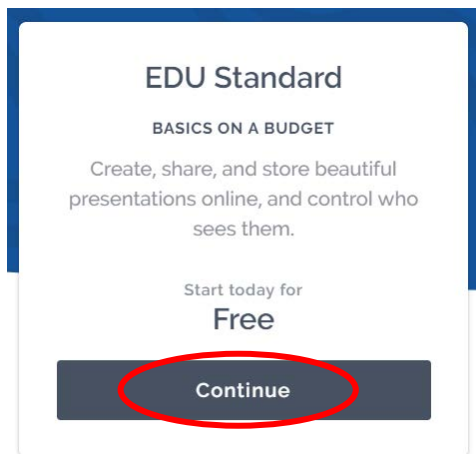 EDU Standard
BASICS ON A BUDGET
Create, share, and store beautiful
presentations online, and control who
sees them.
Start today for
Free
Continue